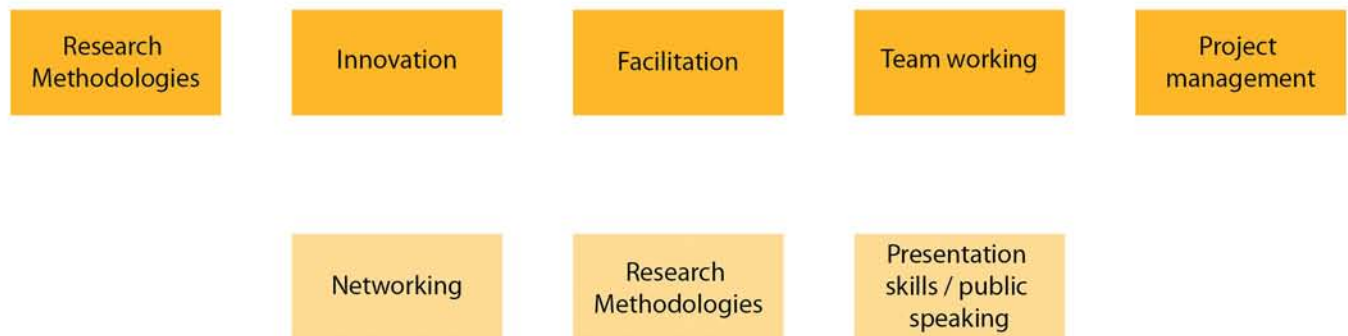 Research
Methodologies
Innovation
Facilitation
Team working
Project
management
Networking
Research
Methodologies
Presentation
skills / public
speaking